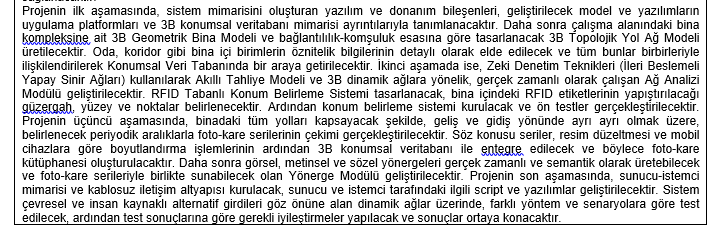 Projenin ilk aşamasında, sistem mimarisini oluşturan yazılım ve donanım bileşenleri, geliştirilecek model ve yazılımların
uygulama platformları ve 3B konumsal veritabanı mimarisi ayrıntılarıyla tanımlanacaktır. Daha sonra çalışma alanındaki bina
kompleksine ait 3B Geometrik Bina Modeli ve bağlantılılık-komşuluk esasına göre tasarlanacak 3B Topolojik Yol Ağ Modeli
üretilecektir. Oda, koridor gibi bina içi birimlerin öznitelik bilgilerinin detaylı olarak elde edilecek ve tüm bunlar birbirleriyle
ilişkilendirilerek Konumsal Veri Tabanında bir araya getirilecektir. İkinci aşamada ise, Zeki Denetim Teknikleri (İleri Beslemeli
Yapay Sinir Ağları) kullanılarak Akıllı Tahliye Modeli ve 3B dinamik ağlara yönelik, gerçek zamanlı olarak çalışan Ağ Analizi
Modülü geliştirilecektir. RFID Tabanlı Konum Belirleme Sistemi tasarlanacak, bina içindeki RFID etiketlerinin yapıştırılacağı
güzergah, yüzey ve noktalar belirlenecektir. Ardından konum belirleme sistemi kurulacak ve ön testler gerçekleştirilecektir.
Projenin üçüncü aşamasında, binadaki tüm yolları kapsayacak şekilde, geliş ve gidiş yönünde ayrı ayrı olmak üzere,
belirlenecek periyodik aralıklarla foto-kare serilerinin çekimi gerçekleştirilecektir. Söz konusu seriler, resim düzeltmesi ve mobil
cihazlara göre boyutlandırma işlemlerinin ardından 3B konumsal veritabanı ile entegre edilecek ve böylece foto-kare
kütüphanesi oluşturulacaktır. Daha sonra görsel, metinsel ve sözel yönergeleri gerçek zamanlı ve semantik olarak üretebilecek
ve foto-kare serileriyle birlikte sunabilecek olan Yönerge Modülü geliştirilecektir. Projenin son aşamasında, sunucu-istemci
mimarisi ve kablosuz iletişim altyapısı kurulacak, sunucu ve istemci tarafındaki ilgili script ve yazılımlar geliştirilecektir. Sistem
çevresel ve insan kaynaklı alternatif girdileri göz önüne alan dinamik ağlar üzerinde, farklı yöntem ve senaryolara göre test
edilecek, ardından test sonuçlarına göre gerekli iyileştirmeler yapılacak ve sonuçlar ortaya konacaktır.